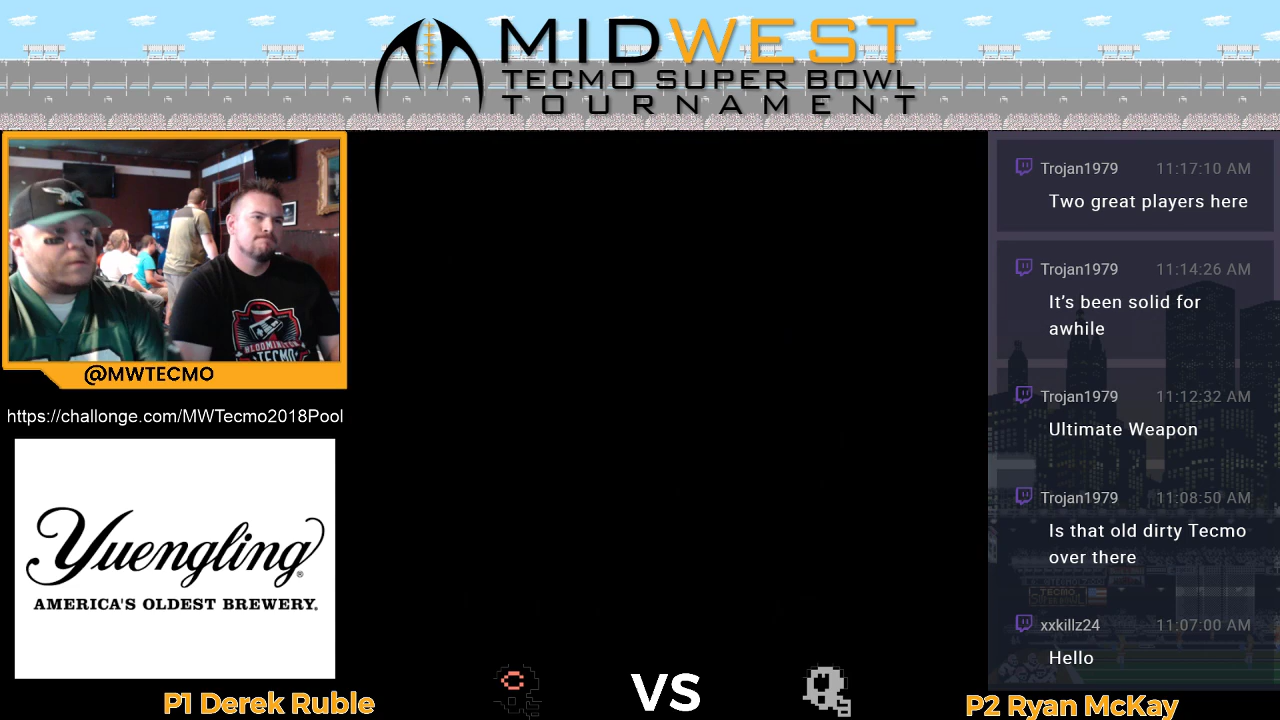 MIDWEST
TECMO SUPER BOWL
TOURNAMENT
@MWTECMO
https://challonge.com/MWTecmo2018Pool
Yuengling®
AMERICA'S OLDEST BREWERY.
BLOOMINGTON
TECMO
Trojan1979 11:17:10 AM
Two great players here
Trojan1979 11:14:26 AM
It's been solid for
awhile
Trojan1979 11:12:32 AM
Ultimate Weapon
Trojan1979 11:08:50 AM
Is that old dirty Tecmo
over there
xxkillz24 11:07:00 AM
Hello
P1 Derek Ruble
VS
P2 Ryan McKay